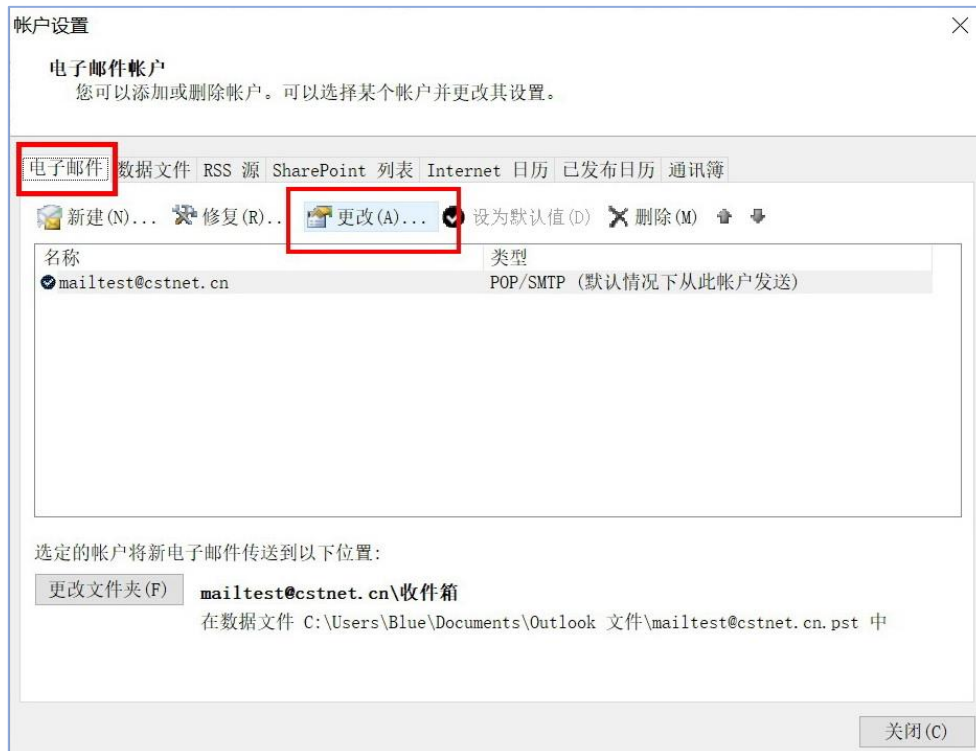 帐户设置
电子邮件帐户
您可以添加或删除帐户。可以选择某个帐户并更改其设置。
电子邮件 数据文件 RSS 源 SharePoint 列表 Internet 日历 已发布日历 通讯簿
新建(N)... 修复(R).. 更改(A)... 设为默认值(D) 删除(M)
名称 类型
mailtest@cstnet.cn POP/SMTP (默认情况下从此帐户发送)
选定的帐户将新电子邮件传送到以下位置:
更改文件夹(F) mailtest@cstnet.cn\收件箱
在数据文件 C:\Users\Blue\Documents\Outlook 文件\mailtest@cstnet.cn.pst 中
关闭(C)